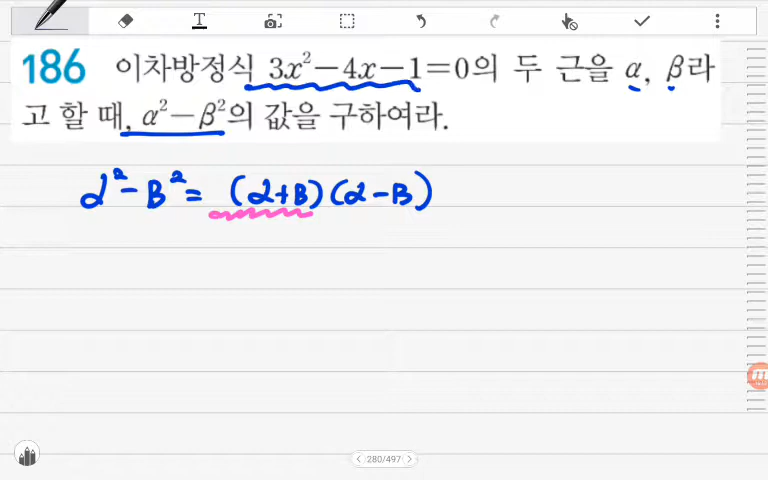 T
186 이차방정식 3x²−4x−1=0의 두 근을 α, β라
고 할 때, α²−β²의 값을 구하여라.
α²−β²= (α+β)(α−β)
< 280/497 >